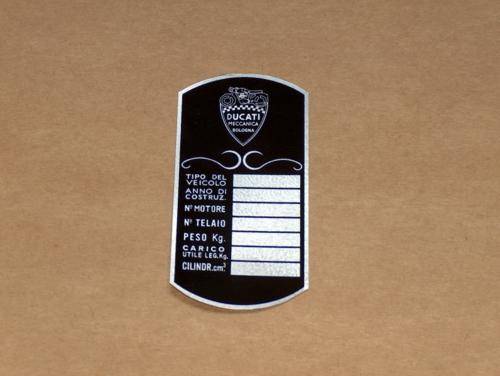 DUCATI
MECCANICA
BOLOGNA
TIPO DEL
VEICOLO
ANNO DI
COSTRUZ.
Nº MOTORE
Nº TELAIO
PESO Kg.
CARICO
UTILE LEG.Kg.
CILINDR.cm³